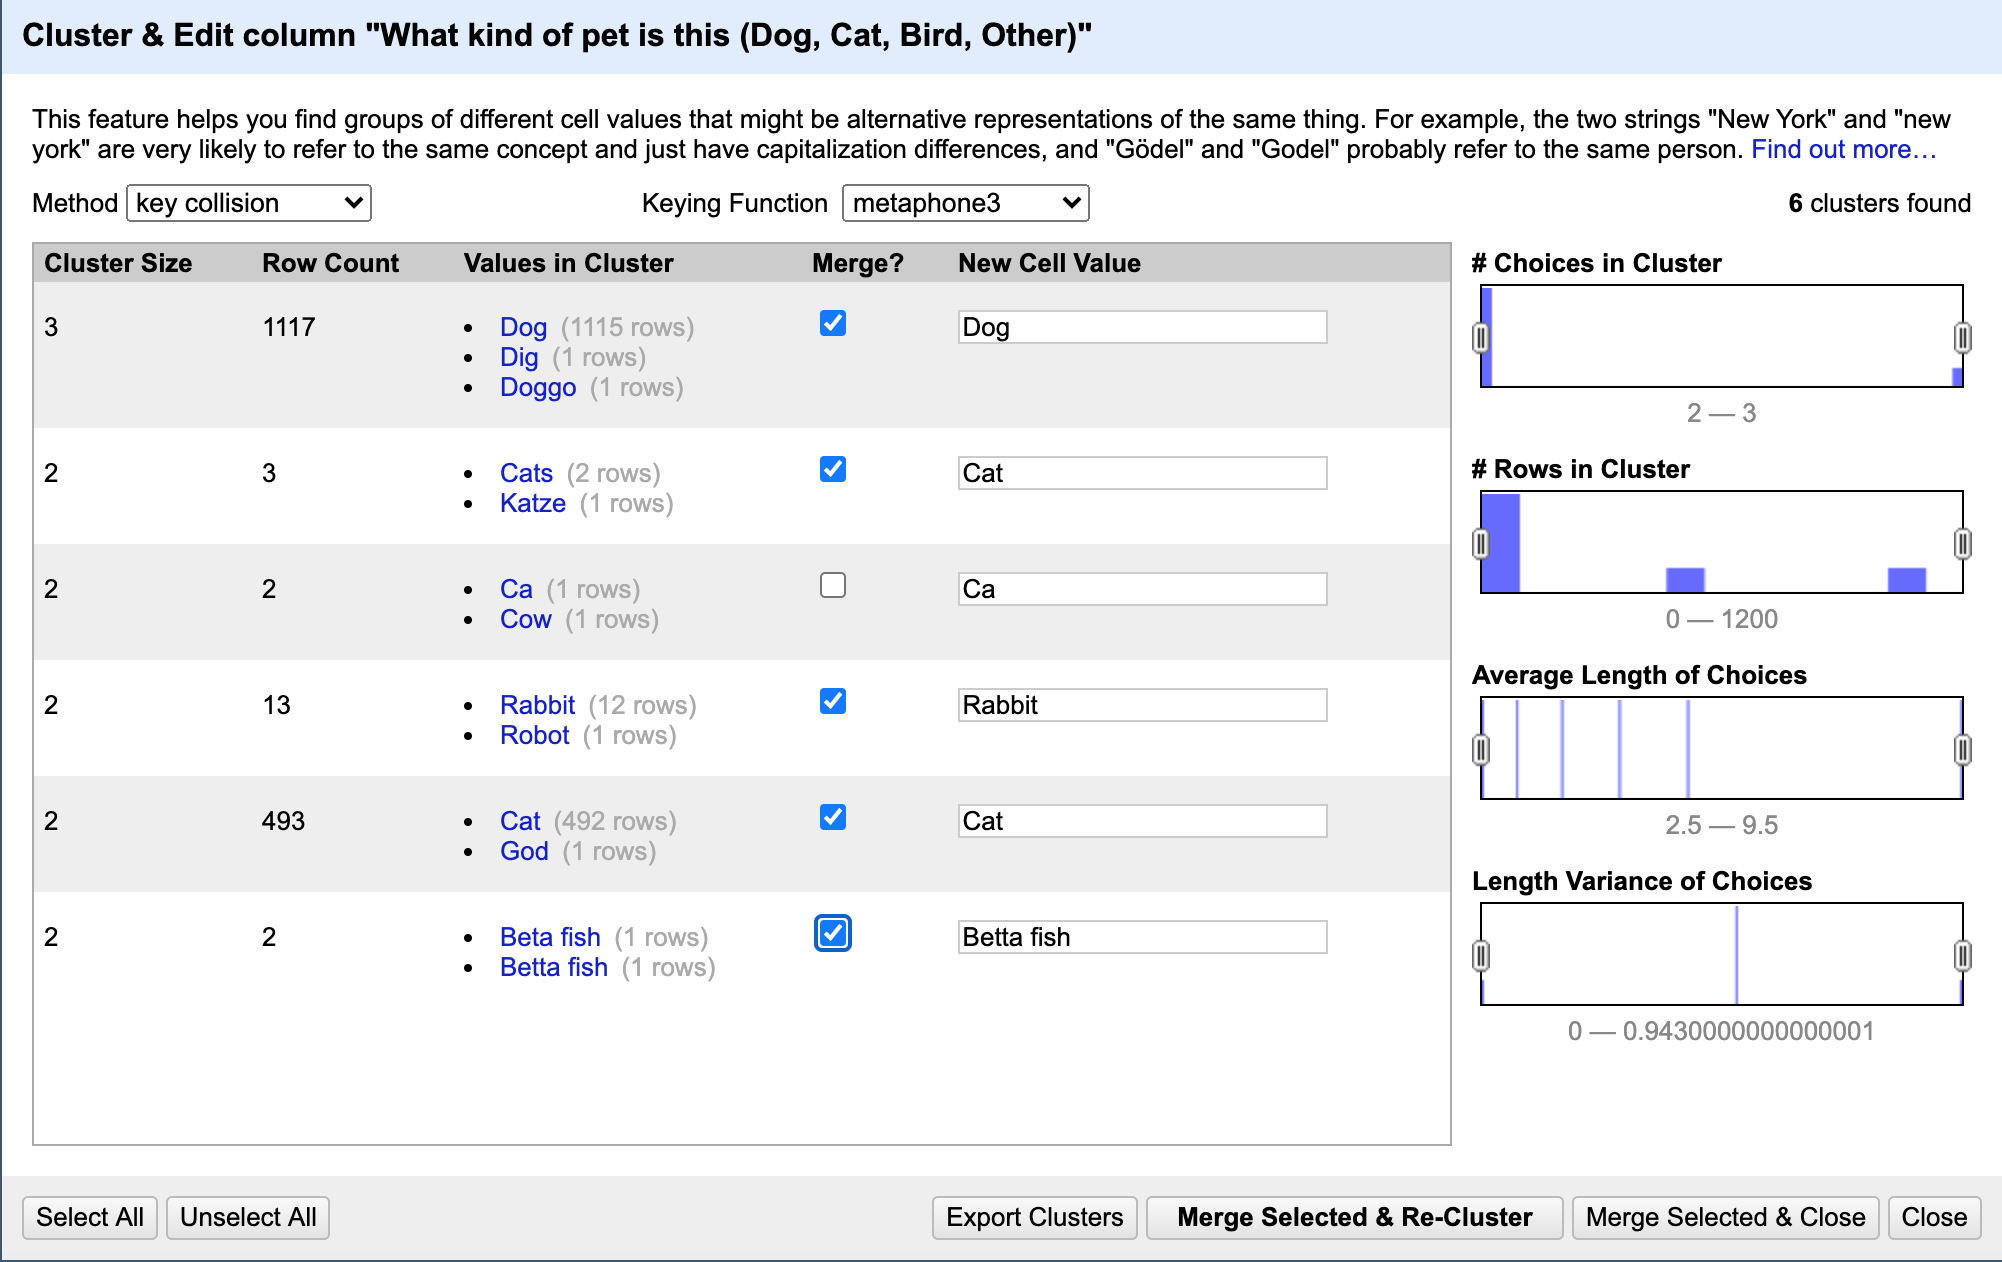 Cluster & Edit column "What kind of pet is this (Dog, Cat, Bird, Other)"
This feature helps you find groups of different cell values that might be alternative representations of the same thing. For example, the two strings "New York" and "new
york" are very likely to refer to the same concept and just have capitalization differences, and "Gödel" and "Godel" probably refer to the same person. Find out more…
Method key collision Keying Function metaphone3 6 clusters found
Cluster Size Row Count Values in Cluster Merge? New Cell Value
3 1117 Dog (1115 rows) Dog
Dig (1 rows)
Doggo (1 rows)
2 3 Cats (2 rows) Cat
Katze (1 rows)
2 2 Ca (1 rows) Ca
Cow (1 rows)
2 13 Rabbit (12 rows) Rabbit
Robot (1 rows)
2 493 Cat (492 rows) Cat
God (1 rows)
2 2 Beta fish (1 rows) Betta fish
Betta fish (1 rows)
# Choices in Cluster
2 — 3
# Rows in Cluster
0 — 1200
Average Length of Choices
2.5 — 9.5
Length Variance of Choices
0 — 0.9430000000000001
Select All Unselect All Export Clusters Merge Selected & Re-Cluster Merge Selected & Close Close